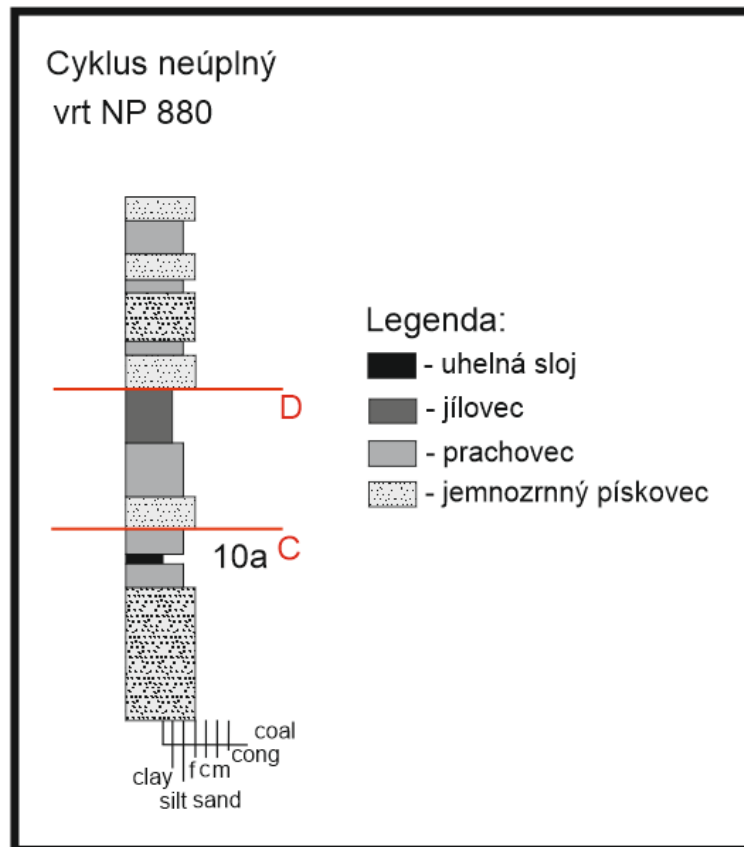 Cyklus neúplný
vrt NP 880
Legenda:
- uhelná sloj
- jílovec
- prachovec
- jemnozrnný pískovec
D
C
10a
coal
cong
f c m
clay
silt sand